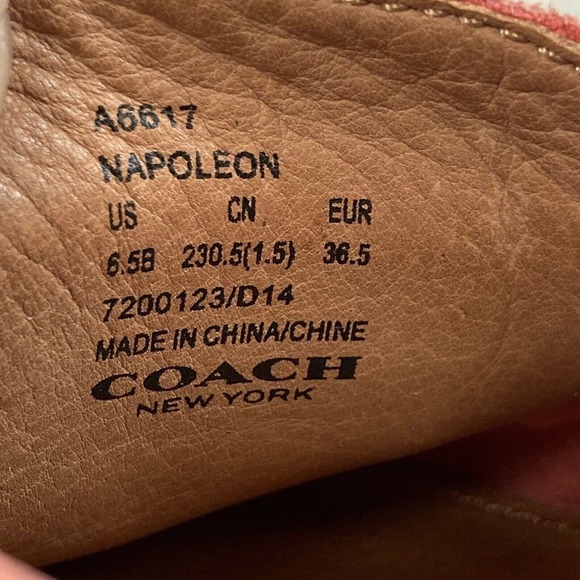 A6617
NAPOLEON
US CN EUR
6.5B 230.5(1.5) 36.5
7200123/D14
MADE IN CHINA/CHINE
COACH
NEW YORK